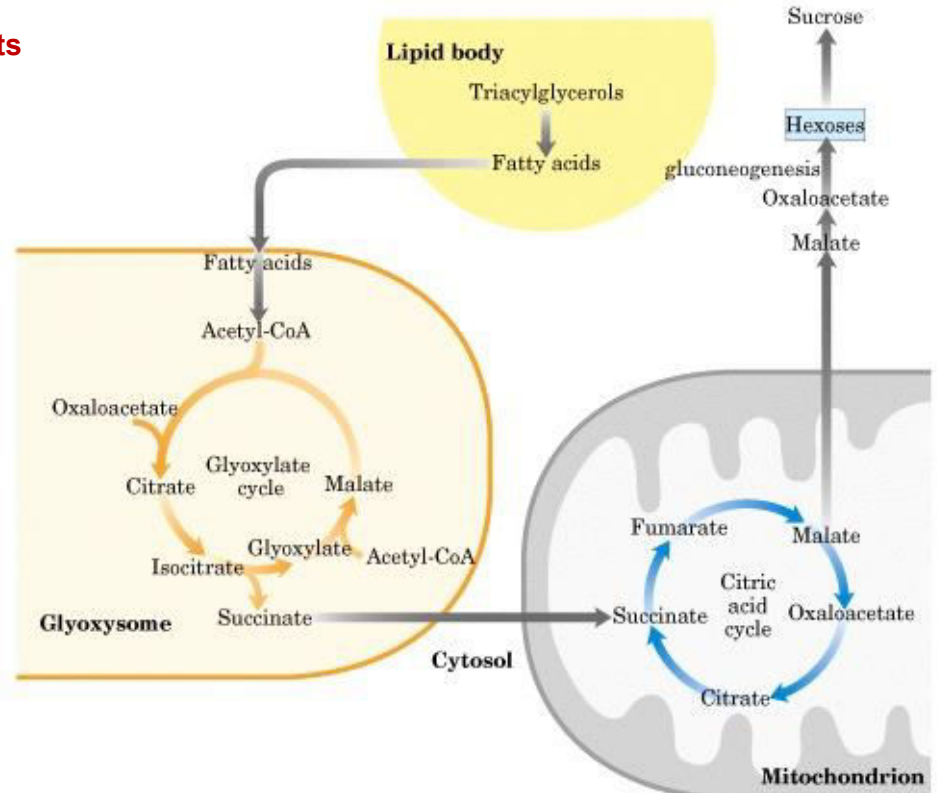 ts
Lipid body
Triacylglycerols
Fatty acids
Sucrose
Hexoses
gluconeogenesis
Oxaloacetate
Malate
Fatty acids
Acetyl-CoA
Oxaloacetate
Citrate
Glyoxylate
cycle
Malate
Isocitrate
Glyoxylate
Acetyl-CoA
Succinate
Glyoxysome
Cytosol
Fumarate
Malate
Citric
acid
cycle
Succinate
Oxaloacetate
Citrate
Mitochondrion